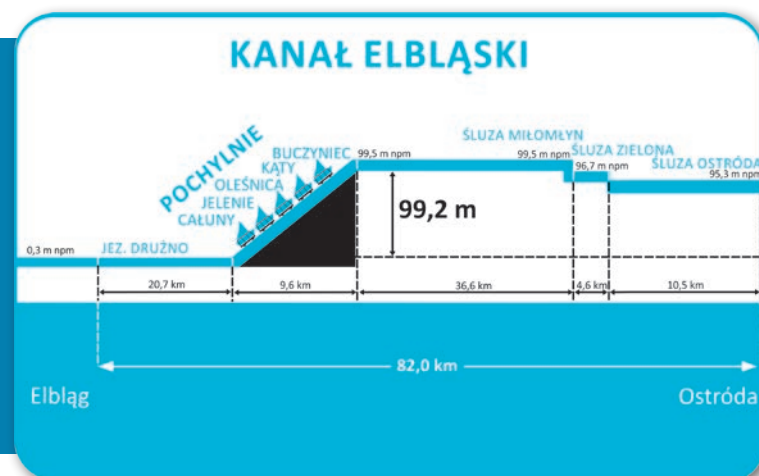 KANAŁ ELBLĄSKI
POCHYLNIE
BUCZYNIEC
KĄTY
OLEŚNICA
JELENIE
CAŁUNY
99,5 m npm
ŚLUZA MIŁOMŁYN
99,5 m npm
ŚLUZA ZIELONA
96,7 m npm
ŚLUZA OSTRÓDA
95,3 m npm
99,2 m
0,3 m npm
JEZ. DRUŻNO
20,7 km
9,6 km
36,6 km
4,6 km
10,5 km
82,0 km
Elbląg
Ostróda